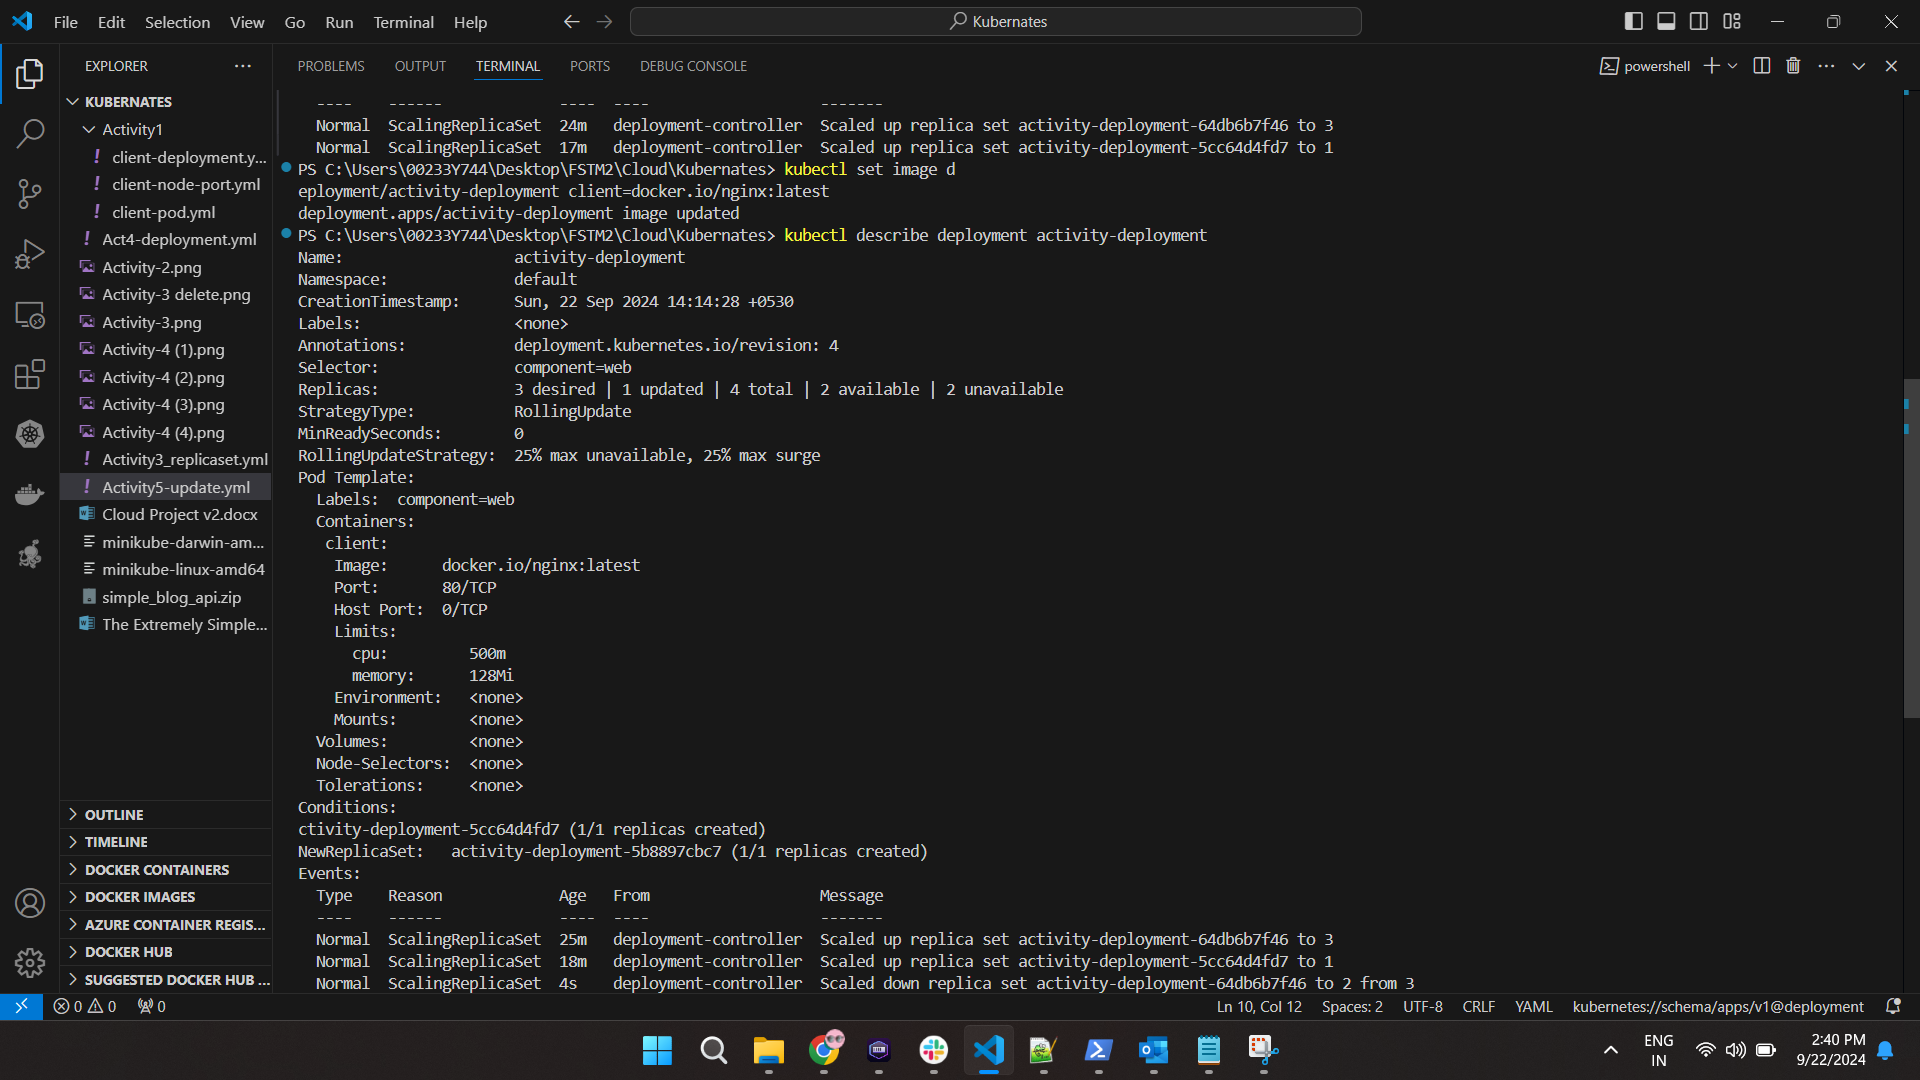 File Edit Selection View Go Run Terminal Help Kubernates
EXPLORER
KUBERNATES
Activity1
client-deployment.y...
client-node-port.yml
client-pod.yml
Act4-deployment.yml
Activity-2.png
Activity-3 delete.png
Activity-3.png
Activity-4 (1).png
Activity-4 (2).png
Activity-4 (3).png
Activity-4 (4).png
Activity3_replicaset.yml
Activity5-update.yml
Cloud Project v2.docx
minikube-darwin-am...
minikube-linux-amd64
simple_blog_api.zip
The Extremely Simple...
OUTLINE
TIMELINE
DOCKER CONTAINERS
DOCKER IMAGES
AZURE CONTAINER REGIS...
DOCKER HUB
SUGGESTED DOCKER HUB ...
PROBLEMS OUTPUT TERMINAL PORTS DEBUG CONSOLE powershell
---- ------ ---- ---- -------
Normal ScalingReplicaSet 24m deployment-controller Scaled up replica set activity-deployment-64db6b7f46 to 3
Normal ScalingReplicaSet 17m deployment-controller Scaled up replica set activity-deployment-5cc64d4fd7 to 1
PS C:\Users\00233Y744\Desktop\FSTM2\Cloud\Kubernates> kubectl set image d
eployment/activity-deployment client=docker.io/nginx:latest
deployment.apps/activity-deployment image updated
PS C:\Users\00233Y744\Desktop\FSTM2\Cloud\Kubernates> kubectl describe deployment activity-deployment
Name: activity-deployment
Namespace: default
CreationTimestamp: Sun, 22 Sep 2024 14:14:28 +0530
Labels: <none>
Annotations: deployment.kubernetes.io/revision: 4
Selector: component=web
Replicas: 3 desired | 1 updated | 4 total | 2 available | 2 unavailable
StrategyType: RollingUpdate
MinReadySeconds: 0
RollingUpdateStrategy: 25% max unavailable, 25% max surge
Pod Template:
Labels: component=web
Containers:
client:
Image: docker.io/nginx:latest
Port: 80/TCP
Host Port: 0/TCP
Limits:
cpu: 500m
memory: 128Mi
Environment: <none>
Mounts: <none>
Volumes: <none>
Node-Selectors: <none>
Tolerations: <none>
Conditions:
ctivity-deployment-5cc64d4fd7 (1/1 replicas created)
NewReplicaSet: activity-deployment-5b8897cbc7 (1/1 replicas created)
Events:
Type Reason Age From Message
---- ------ ---- ---- -------
Normal ScalingReplicaSet 25m deployment-controller Scaled up replica set activity-deployment-64db6b7f46 to 3
Normal ScalingReplicaSet 18m deployment-controller Scaled up replica set activity-deployment-5cc64d4fd7 to 1
Normal ScalingReplicaSet 4s deployment-controller Scaled down replica set activity-deployment-64db6b7f46 to 2 from 3
0 0 0 Ln 10, Col 12 Spaces: 2 UTF-8 CRLF YAML kubernetes://schema/apps/v1@deployment
ENG
IN
2:40 PM
9/22/2024